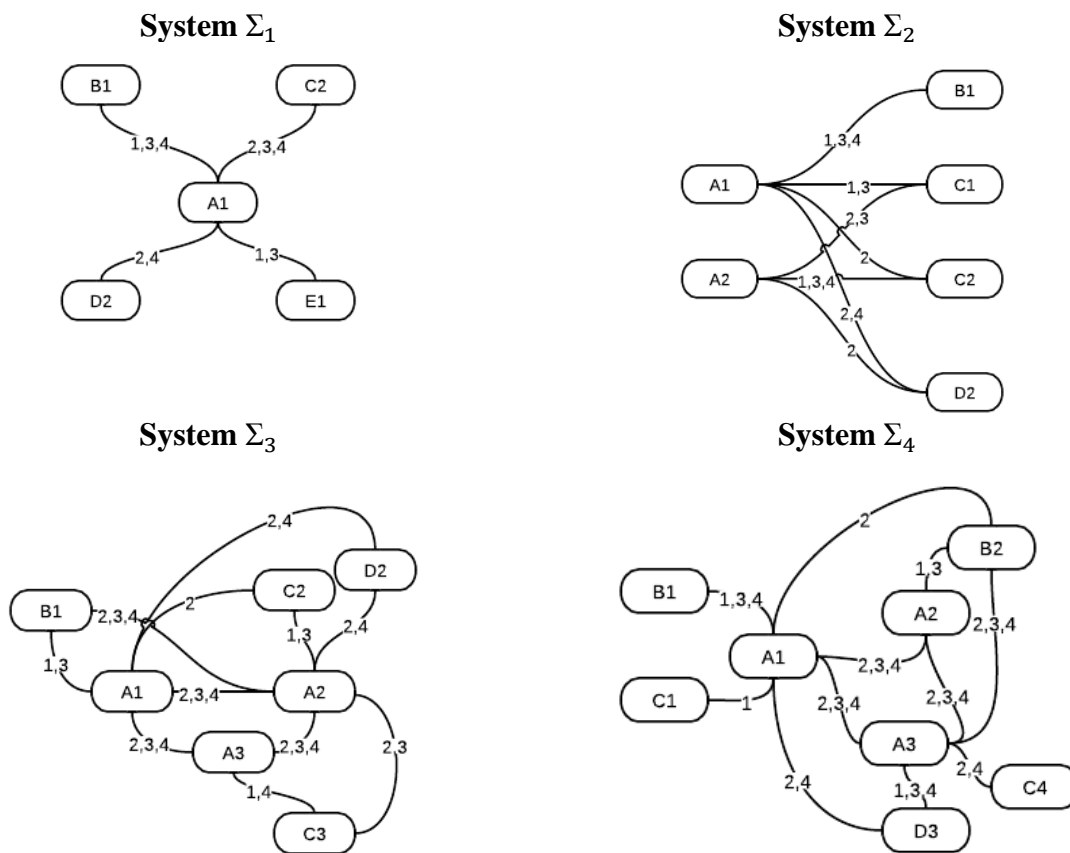 System Σ₁
B1
C2
1,3,4
2,3,4
A1
2,4
1,3
D2
E1
System Σ₂
B1
1,3,4
A1
1,3
C1
2,3
2
A2
1,3,4
C2
2,4
2
D2
System Σ₃
2,4
D2
C2
B1
2,3,4
2
1,3
2,4
1,3
A1
2,3,4
A2
2,3,4
A3
2,3,4
2,3
1,4
C3
System Σ₄
2
B2
B1
1,3,4
1,3
A2
2,3,4
A1
2,3,4
C1
1
2,3,4
2,3,4
A3
2,4
2,4
C4
1,3,4
D3